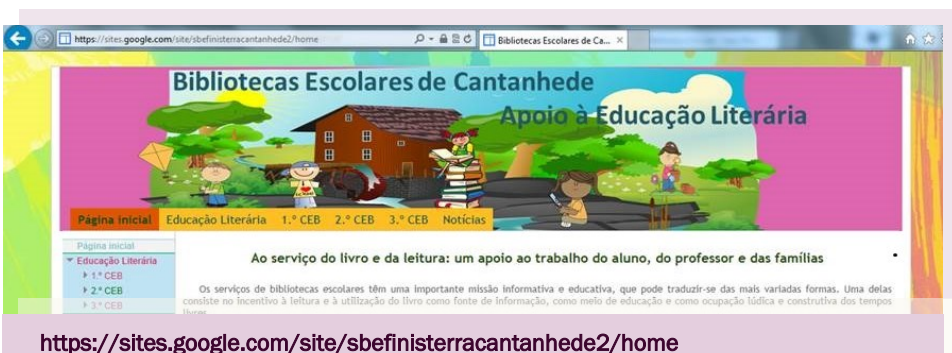 https://sites.google.com/site/sbefinisterracantanhede2/home
Bibliotecas Escolares de Ca...
Bibliotecas Escolares de Cantanhede
Apoio à Educação Literária
Página inicial Educação Literária 1.º CEB 2.º CEB 3.º CEB Notícias
Página inicial
Educação Literária
1.º CEB
2.º CEB
3.º CEB
Ao serviço do livro e da leitura: um apoio ao trabalho do aluno, do professor e das famílias
Os serviços de bibliotecas escolares têm uma importante missão informativa e educativa, que pode traduzir-se das mais variadas formas. Uma delas
consiste no incentivo à leitura e à utilização do livro como fonte de informação, como meio de educação e como ocupação lúdica e construtiva dos tempos
livres.
https://sites.google.com/site/sbefinisterracantanhede2/home